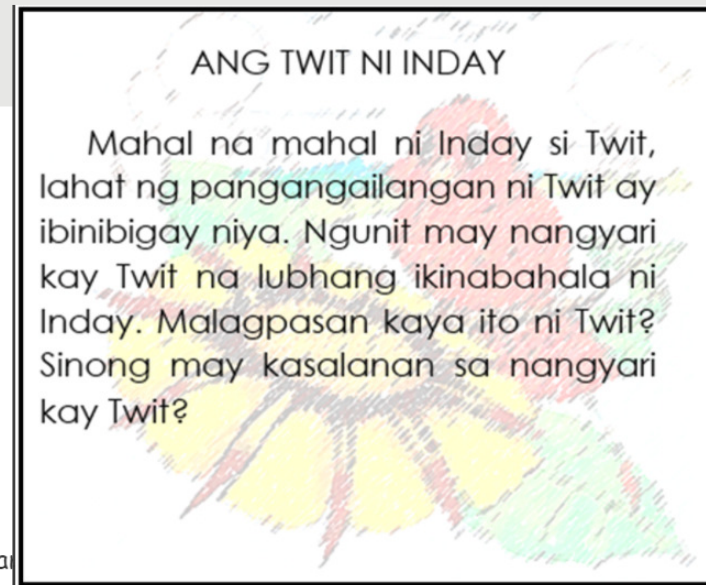 ANG TWIT NI INDAY
Mahal na mahal ni Inday si Twit,
lahat ng pangangailangan ni Twit ay
ibinibigay niya. Ngunit may nangyari
kay Twit na lubhang ikinabahala ni
Inday. Malagpasan kaya ito ni Twit?
Sinong may kasalanan sa nangyari
kay Twit?